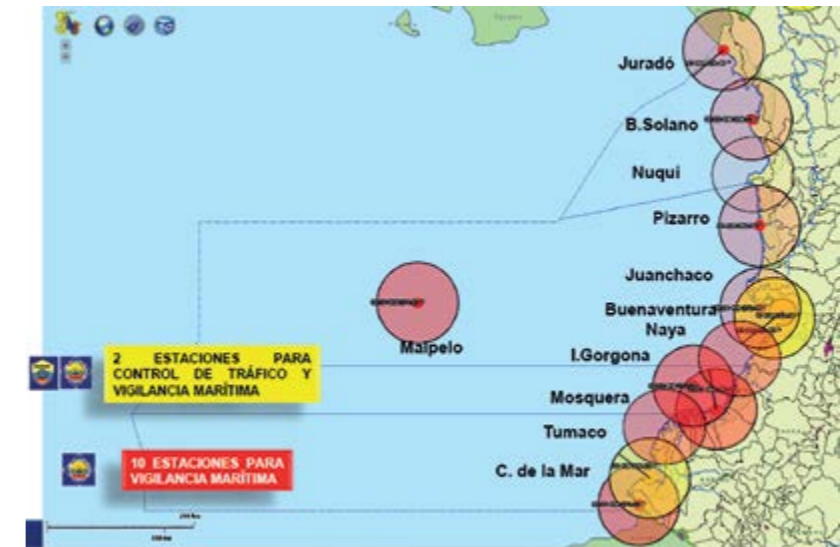 Juradó
B.Solano
Nuqui
Pizarro
Juanchaco
Buenaventura
Naya
Malpelo
I.Gorgona
Mosquera
Tumaco
C. de la Mar
2 ESTACIONES PARA
CONTROL DE TRÁFICO Y
VIGILANCIA MARÍTIMA
10 ESTACIONES PARA
VIGILANCIA MARÍTIMA